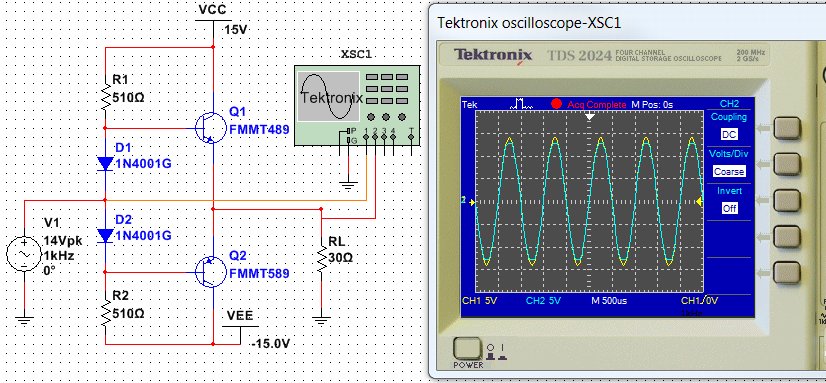 VCC
15V
R1
510Ω
Q1
FMMT489
D1
1N4001G
D2
1N4001G
V1
14Vpk
1kHz
0°
Q2
FMMT589
RL
30Ω
R2
510Ω
VEE
-15.0V
XSC1
Tektronix
P
G
1 2 3 4 T
Tektronix oscilloscope-XSC1
Tektronix TDS 2024 FOUR CHANNEL
DIGITAL STORAGE OSCILLOSCOPE
200 MHz
2 GS/s
Tek Acq Complete M Pos: 0s CH2
Coupling
DC
Volts/Div
Coarse
Invert
Off
CH1 5V CH2 5V M 500us CH1/0V
POWER